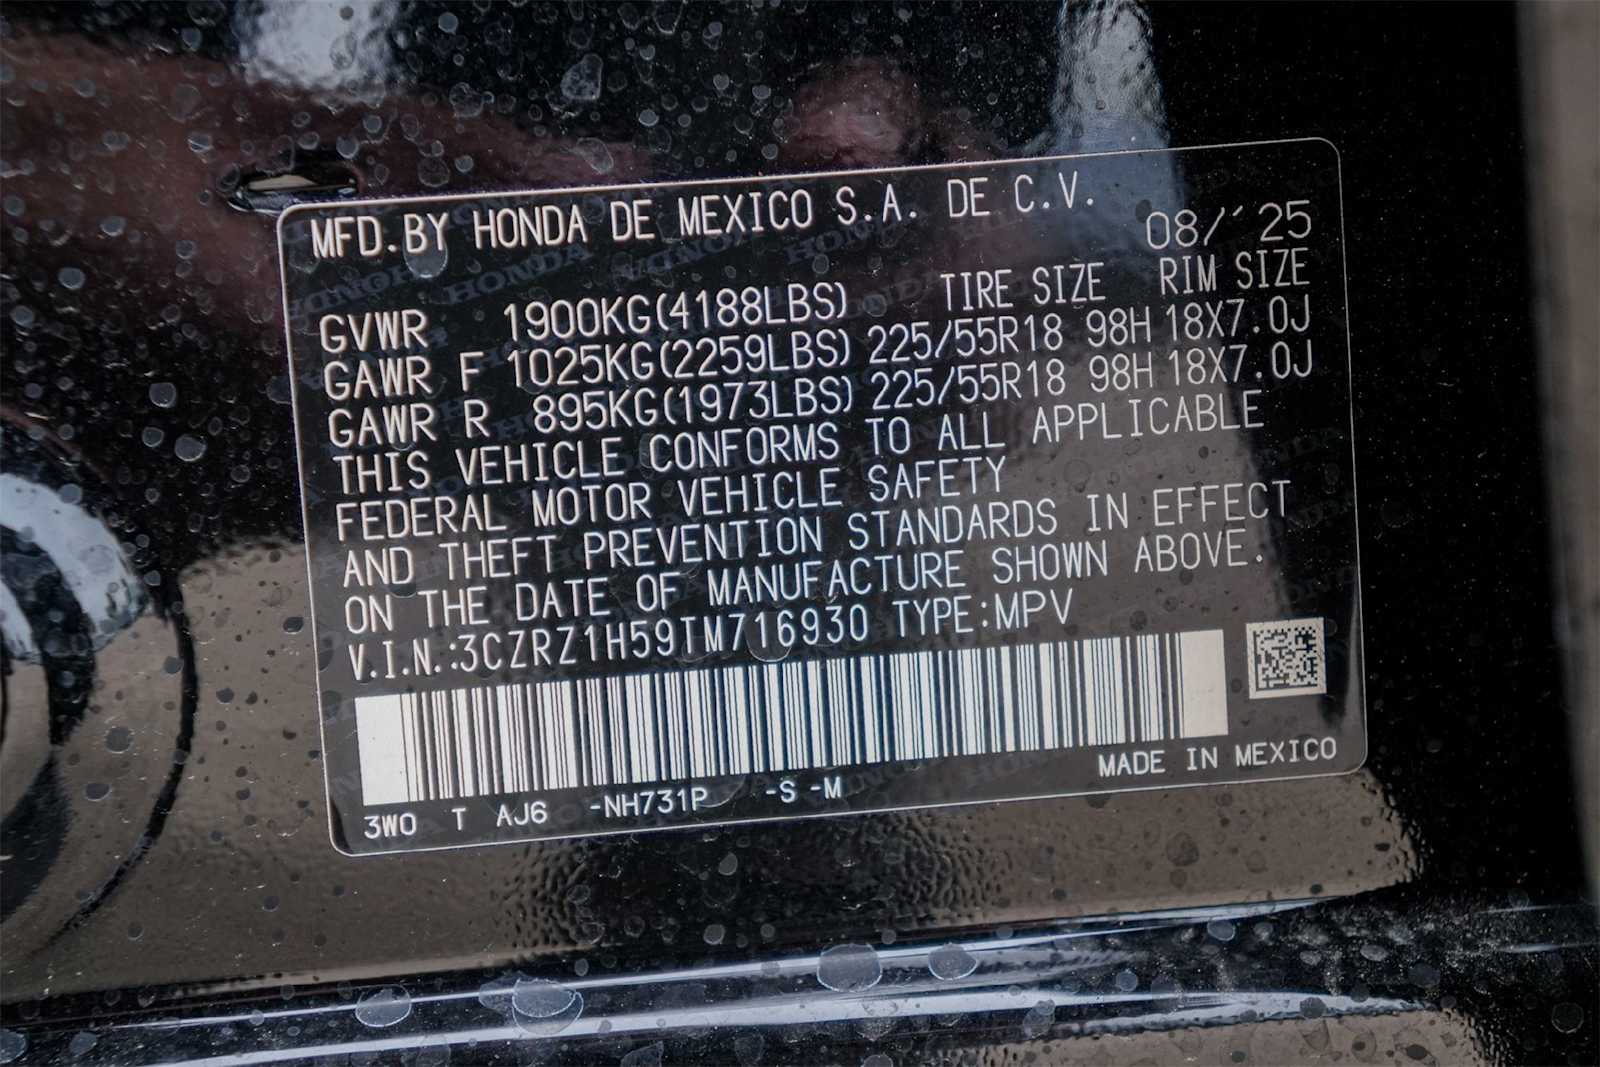 MFD.BY HONDA DE MEXICO S.A. DE C.V.
08/´25
GVWR 1900KG(4188LBS) TIRE SIZE RIM SIZE
GAWR F 1025KG(2259LBS) 225/55R18 98H 18X7.0J
GAWR R 895KG(1973LBS) 225/55R18 98H 18X7.0J
THIS VEHICLE CONFORMS TO ALL APPLICABLE
FEDERAL MOTOR VEHICLE SAFETY
AND THEFT PREVENTION STANDARDS IN EFFECT
ON THE DATE OF MANUFACTURE SHOWN ABOVE.
V.I.N.:3CZRZ1H59TM716930 TYPE:MPV
MADE IN MEXICO
3W0 T AJ6 -NH731P -S -M